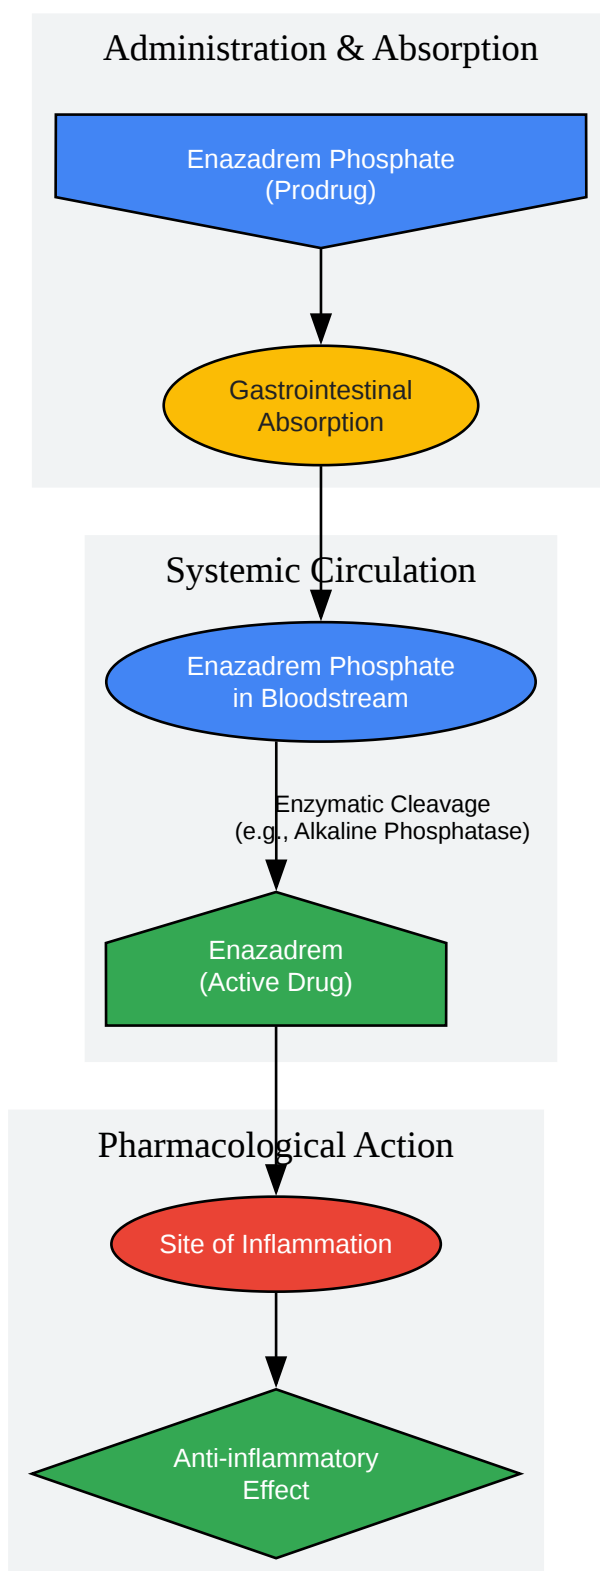 Administration & Absorption
Enazadrem Phosphate
(Prodrug)
Gastrointestinal
Absorption
Systemic Circulation
Enazadrem Phosphate
in Bloodstream
Enzymatic Cleavage
(e.g., Alkaline Phosphatase)
Enazadrem
(Active Drug)
Pharmacological Action
Site of Inflammation
Anti-inflammatory
Effect